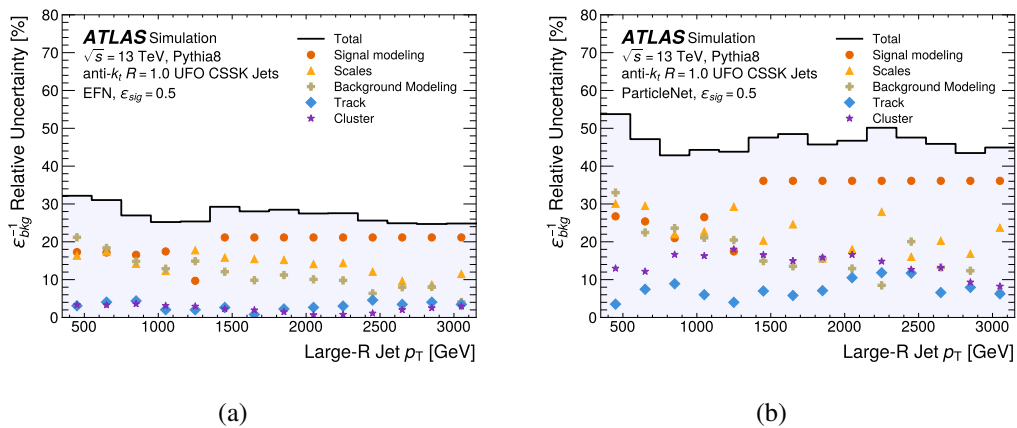 ATLAS Simulation
√s = 13 TeV, Pythia8
anti-kₜ R = 1.0 UFO CSSK Jets
EFN, εsig = 0.5
Total
Signal modeling
Scales
Background Modeling
Track
Cluster
ε⁻¹bkg Relative Uncertainty [%]
80
70
60
50
40
30
20
10
0
500 1000 1500 2000 2500 3000
Large-R Jet pT [GeV]
(a)
ATLAS Simulation
√s = 13 TeV, Pythia8
anti-kₜ R = 1.0 UFO CSSK Jets
ParticleNet, εsig = 0.5
Total
Signal modeling
Scales
Background Modeling
Track
Cluster
ε⁻¹bkg Relative Uncertainty [%]
80
70
60
50
40
30
20
10
0
500 1000 1500 2000 2500 3000
Large-R Jet pT [GeV]
(b)